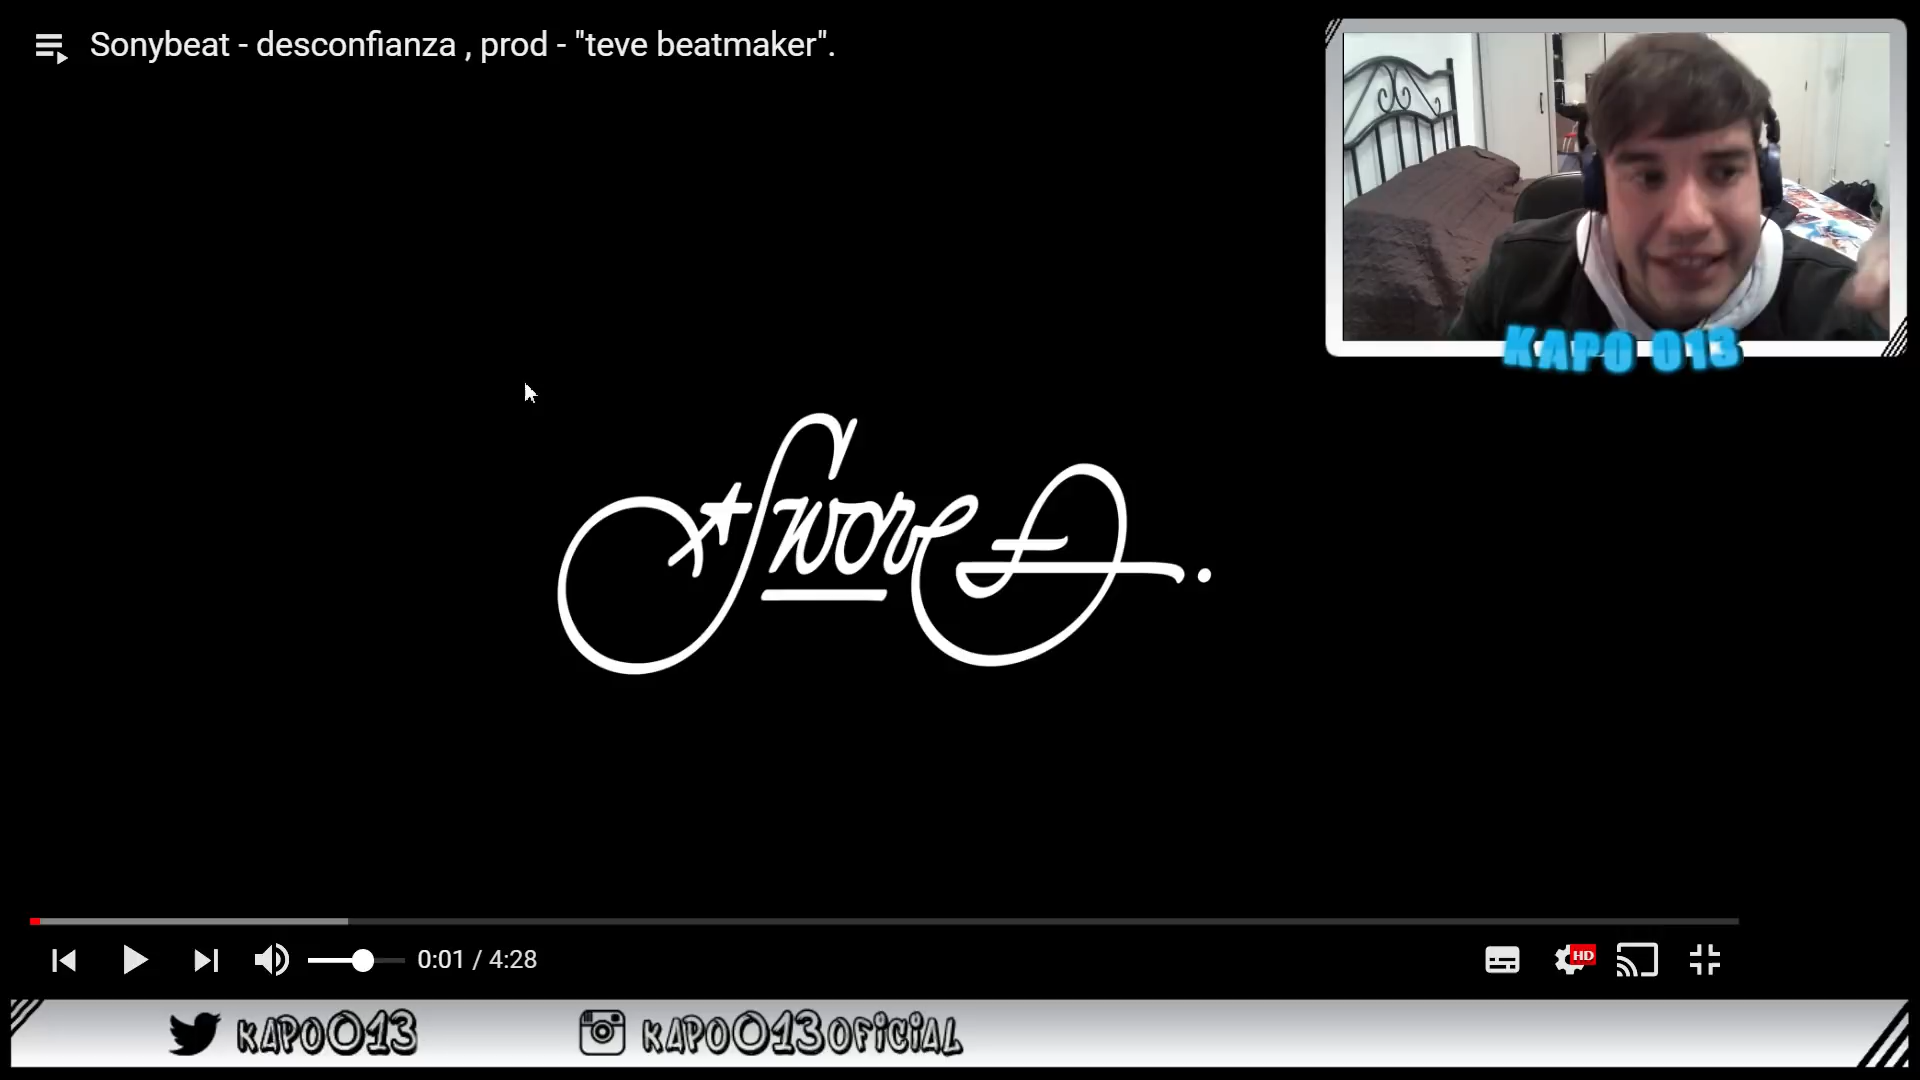 Sonybeat - desconfianza , prod - "teve beatmaker".
KAPO 013
Swore
0:01 / 4:28
HD
KAPO013
KAPO013OFICIAL